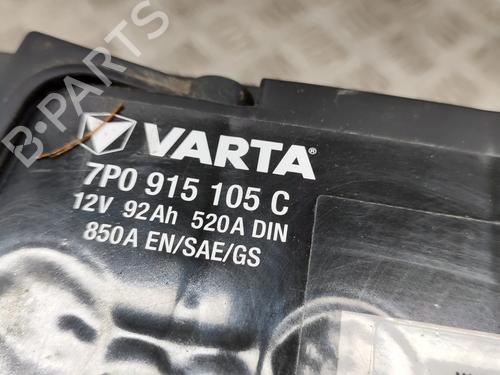 B-PARTS
VARTA®
7P0 915 105 C
12V 92Ah 520A DIN
850A EN/SAE/GS